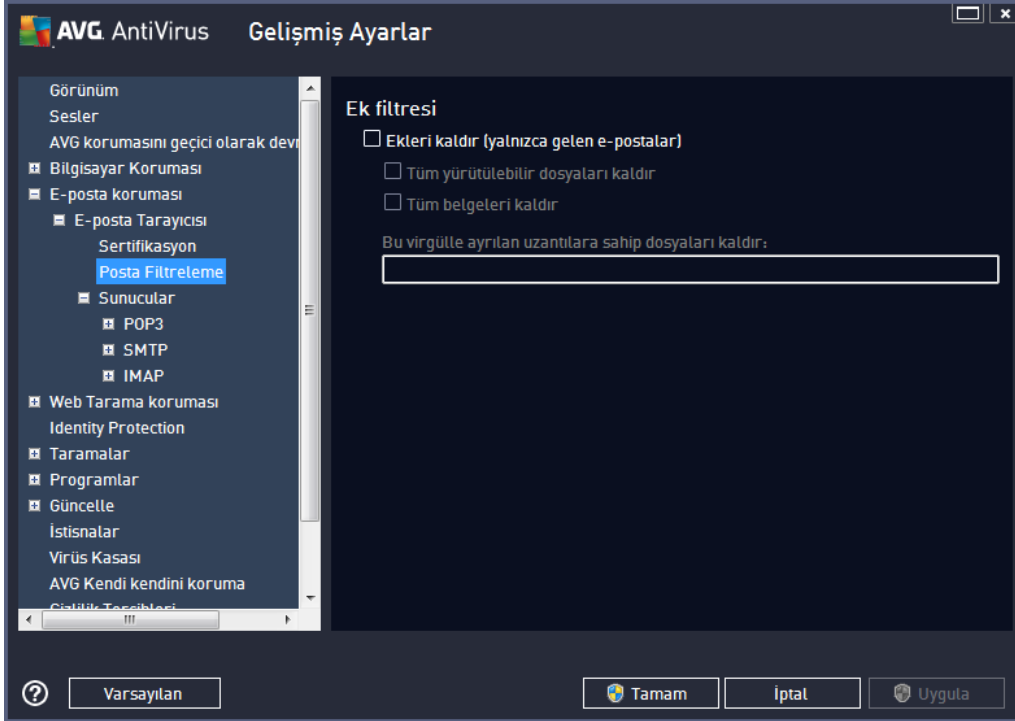 AVG AntiVirus Gelişmiş Ayarlar
Görünüm
Sesler
AVG korumasını geçici olarak devr
Bilgisayar Koruması
E-posta koruması
E-posta Tarayıcısı
Sertifikasyon
Posta Filtreleme
Sunucular
POP3
SMTP
IMAP
Web Tarama koruması
Identity Protection
Taramalar
Programlar
Güncelle
İstisnalar
Virüs Kasası
AVG Kendi kendini koruma
Gizlilik Tercihleri
Ek filtresi
Ekleri kaldır (yalnızca gelen e-postalar)
Tüm yürütülebilir dosyaları kaldır
Tüm belgeleri kaldır
Bu virgülle ayrılan uzantılara sahip dosyaları kaldır:
Varsayılan
Tamam
İptal
Uygula